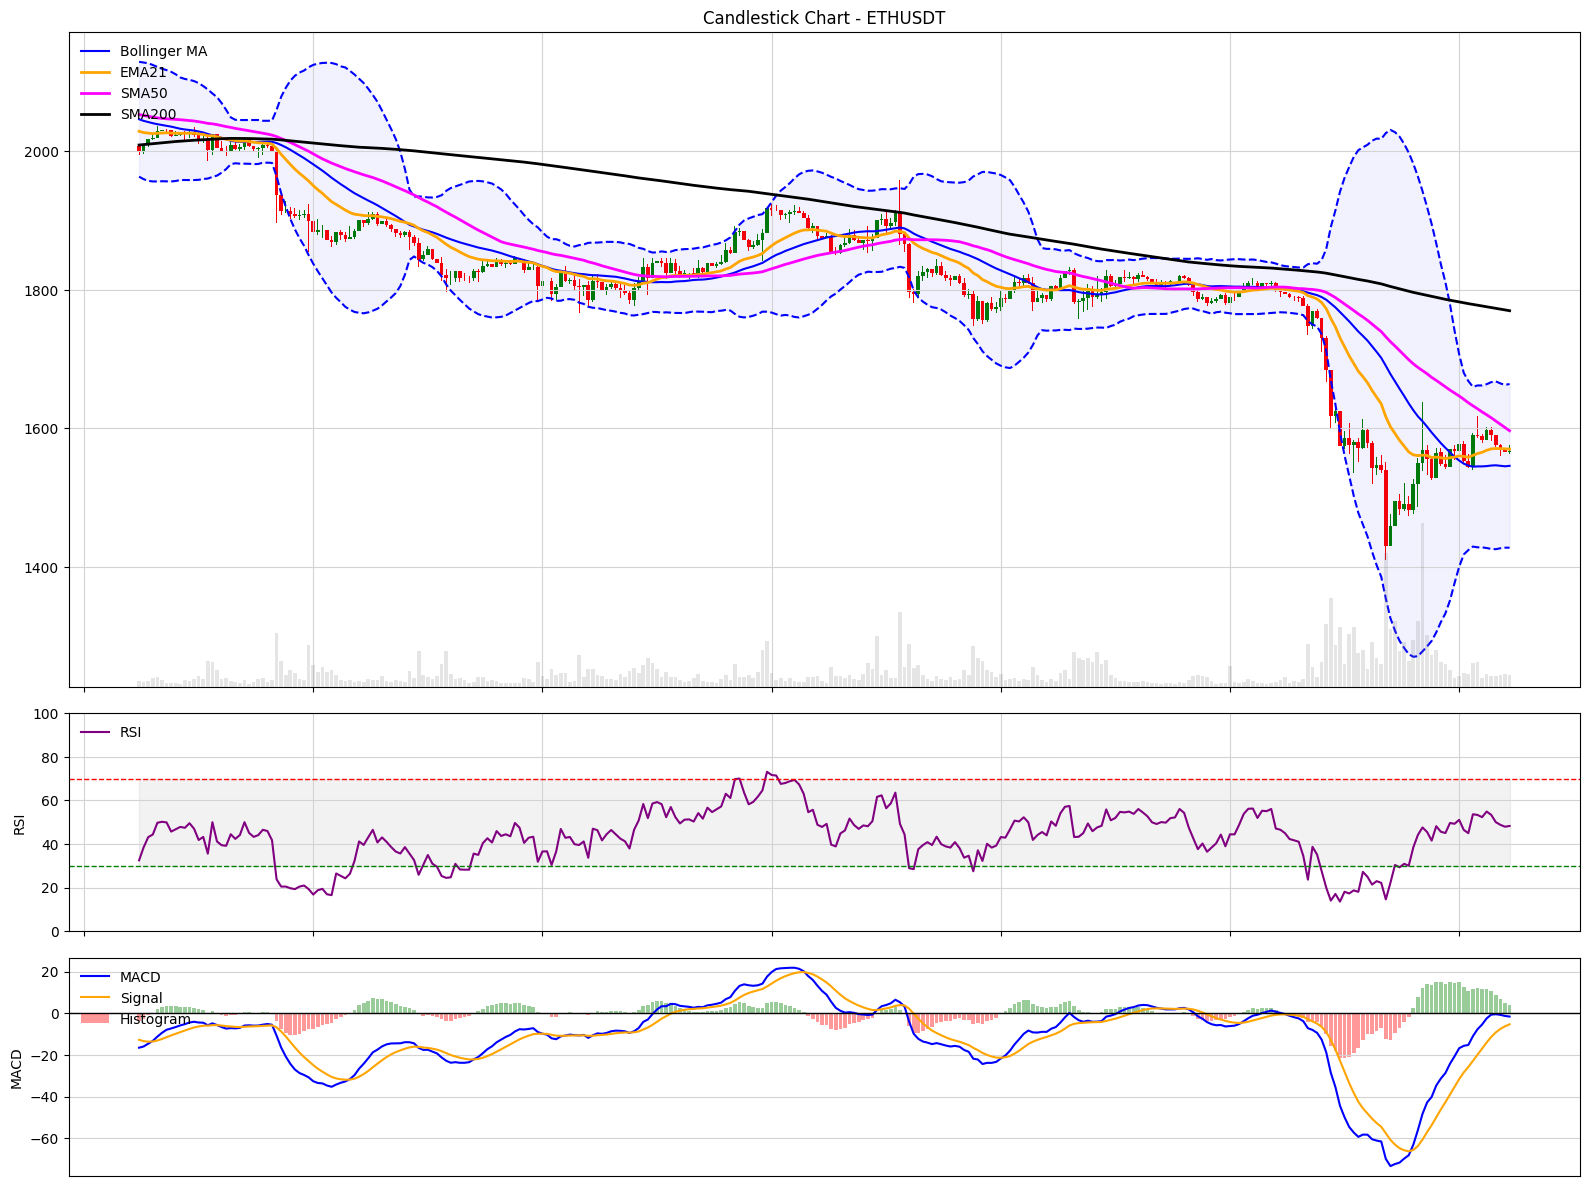 Candlestick Chart - ETHUSDT
Bollinger MA
EMA21
SMA50
SMA200
2000
1800
1600
1400
100
RSI
80
60
RSI
40
20
0
20
MACD
Signal
0
Histogram
−20
MACD
−40
−60